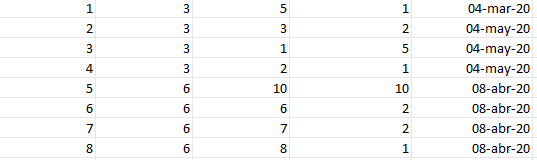 1 3 5 1 04-mar-20
2 3 3 2 04-may-20
3 3 1 5 04-may-20
4 3 2 1 04-may-20
5 6 10 10 08-abr-20
6 6 6 2 08-abr-20
7 6 7 2 08-abr-20
8 6 8 1 08-abr-20